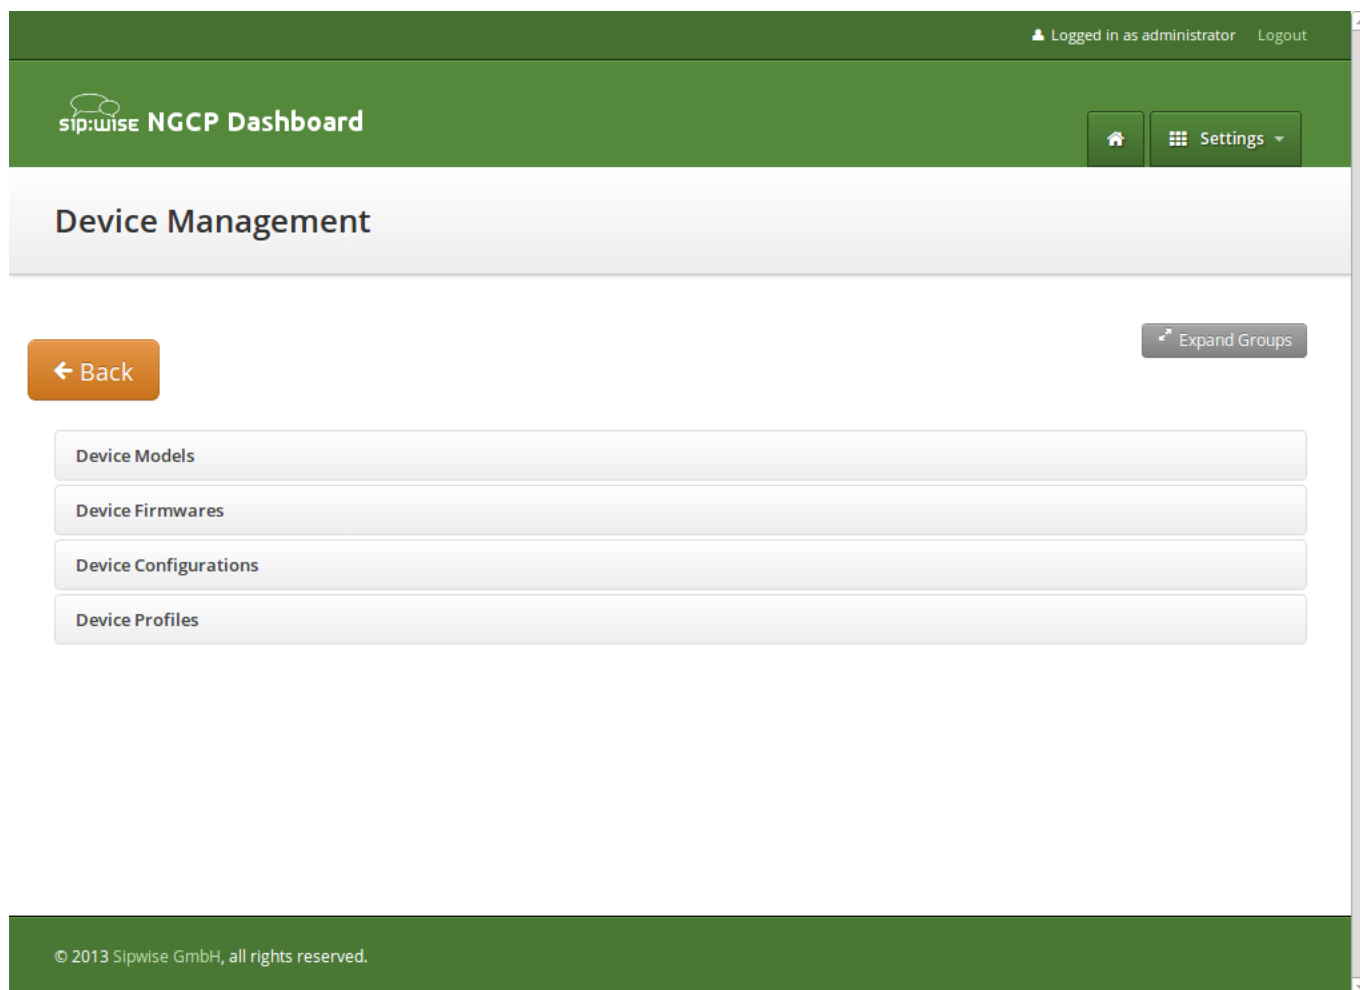 Logged in as administrator Logout
sip:wise NGCP Dashboard
Settings
Device Management
Expand Groups
Back
Device Models
Device Firmwares
Device Configurations
Device Profiles
© 2013 Sipwise GmbH, all rights reserved.